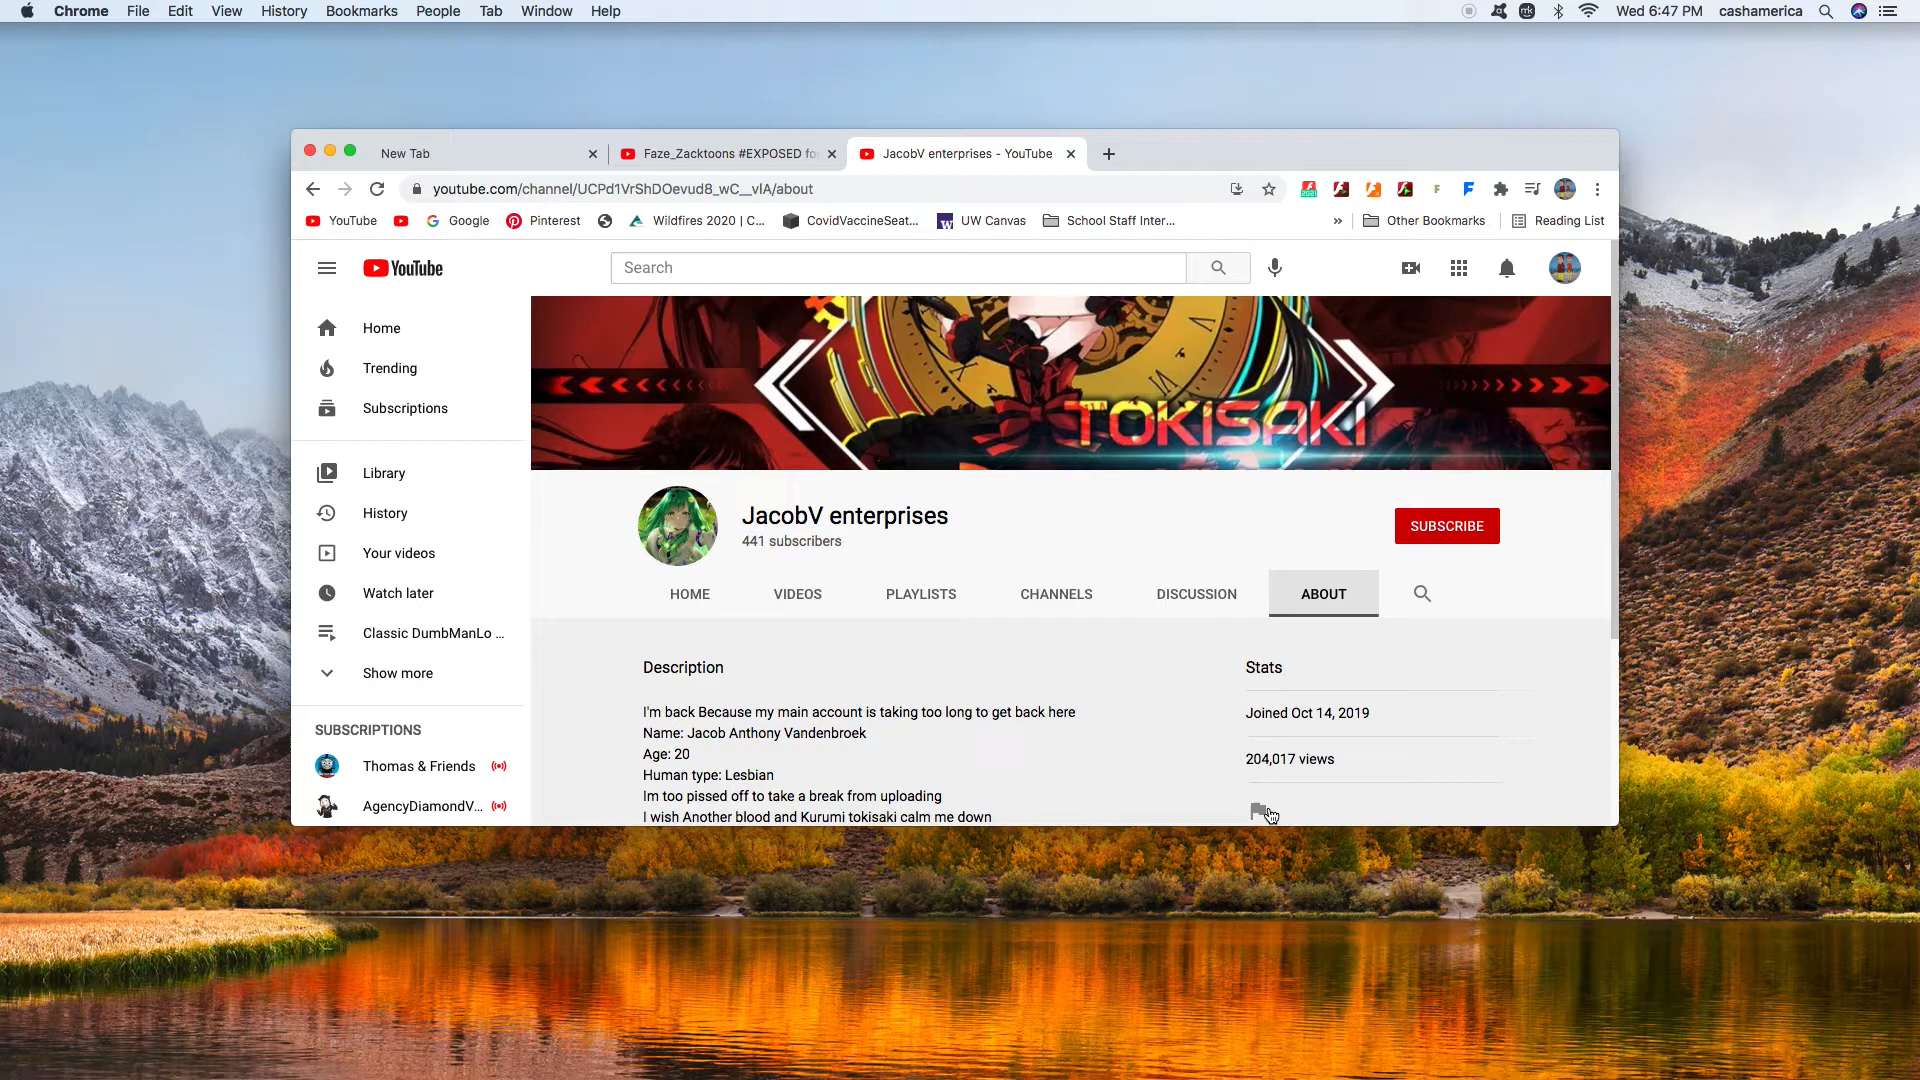 Chrome File Edit View History Bookmarks People Tab Window Help
Wed 6:47 PM cashamerica
New Tab
Faze_Zacktoons #EXPOSED fo
JacobV enterprises - YouTube
youtube.com/channel/UCPd1VrShDOevud8_wC__vlA/about
YouTube Google Pinterest Wildfires 2020 | C... CovidVaccineSeat... UW Canvas School Staff Inter... » Other Bookmarks Reading List
YouTube
Search
Home
Trending
Subscriptions
Library
History
Your videos
Watch later
Classic DumbManLo ...
Show more
SUBSCRIPTIONS
Thomas & Friends
AgencyDiamondV...
TOKISAKI
JacobV enterprises
441 subscribers
SUBSCRIBE
HOME VIDEOS PLAYLISTS CHANNELS DISCUSSION ABOUT
Description
I'm back Because my main account is taking too long to get back here
Name: Jacob Anthony Vandenbroek
Age: 20
Human type: Lesbian
Im too pissed off to take a break from uploading
I wish Another blood and Kurumi tokisaki calm me down
Stats
Joined Oct 14, 2019
204,017 views